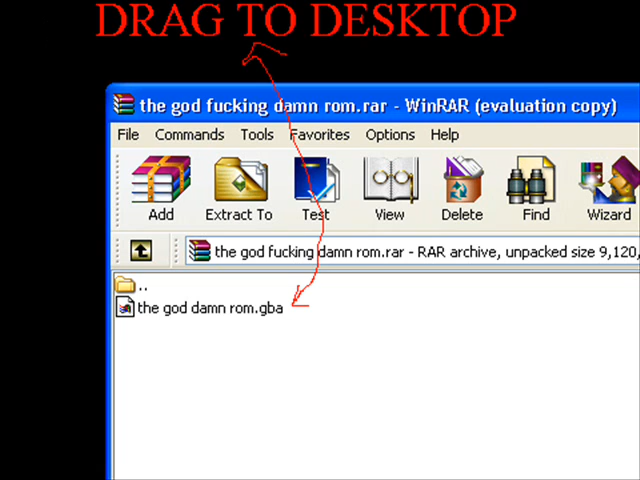 DRAG TO DESKTOP
the god fucking damn rom.rar - WinRAR (evaluation copy)
File Commands Tools Favorites Options Help
Add Extract To Test View Delete Find Wizard
the god fucking damn rom.rar - RAR archive, unpacked size 9,120,
..
the god damn rom.gba